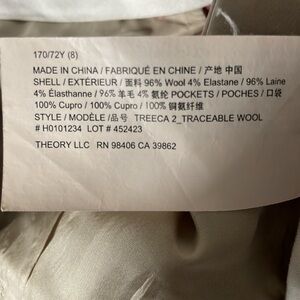 170/72Y (8)
MADE IN CHINA / FABRIQUÉ EN CHINE / 产地 中国
SHELL / EXTÉRIEUR / 面料 96% Wool 4% Elastane / 96% Laine
4% Élasthanne / 96% 羊毛 4% 氨纶 POCKETS / POCHES / 口袋
100% Cupro / 100% Cupro / 100% 铜氨纤维
STYLE / MODÈLE /品号 TREECA 2_TRACEABLE WOOL
# H0101234 LOT # 452423
THEORY LLC RN 98406 CA 39862